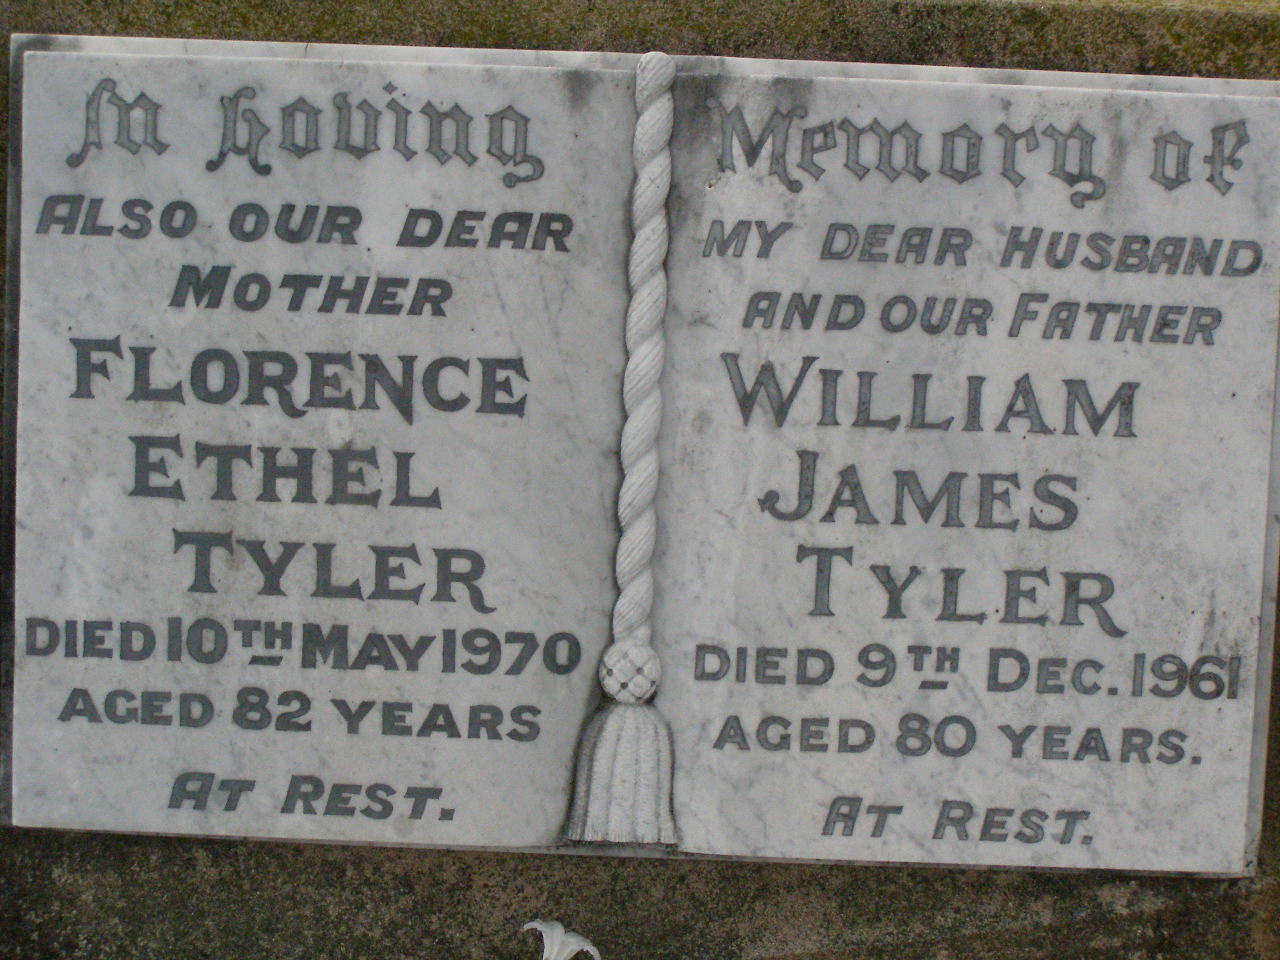 In Loving Memory of
ALSO OUR DEAR
MOTHER
FLORENCE
ETHEL
TYLER
DIED 10TH MAY 1970
AGED 82 YEARS
AT REST.
MY DEAR HUSBAND
AND OUR FATHER
WILLIAM
JAMES
TYLER
DIED 9TH DEC. 1961
AGED 80 YEARS.
AT REST.